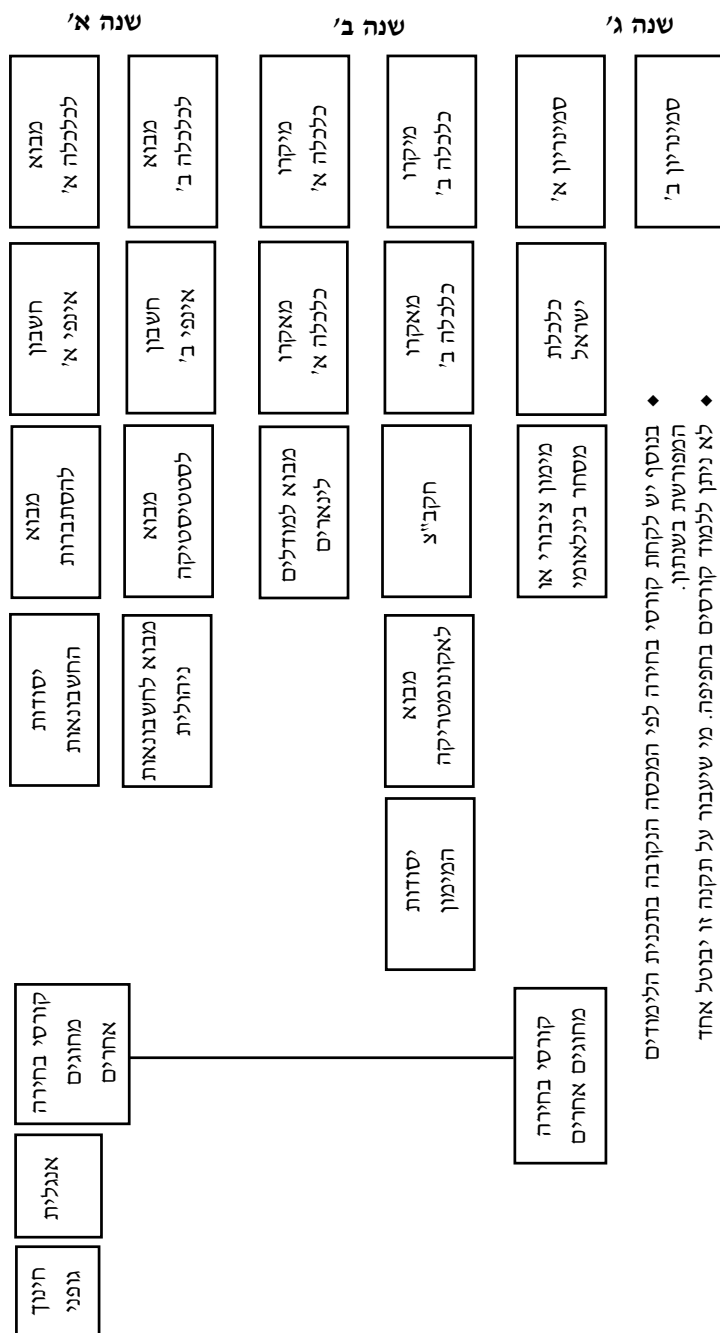 שנה א'
שנה ב'
שנה ג'
מבוא
לכלכלה א'
מבוא
לכלכלה ב'
מיקרו
כלכלה א'
מיקרו
כלכלה ב'
סמינריון א'
סמינריון ב'
חשבון
אינפי א'
חשבון
אינפי ב'
מאקרו
כלכלה א'
מאקרו
כלכלה ב'
כלכלת
ישראל
מבוא
להסתברות
מבוא
לסטטיסטיקה
מבוא למודלים
לינארים
חקב"צ
מימון ציבורי או
מסחר בינלאומי
יסודות
החשבונאות
מבוא לחשבונאות
ניהולית
מבוא
לאקונומטריקה
יסודות
המימון
קורסי בחירה
מחוגים
אחרים
קורסי בחירה
מחוגים אחרים
אנגלית
חינוך
גופני
♦ בנוסף יש לקחת קורסי בחירה לפי המכסה הנקובה בתכנית הלימודים
המפורשת בשנתון.
♦ לא ניתן ללמוד קורסים בחפיפה. מי שיעבור על תקנה זו יבוטל אחד